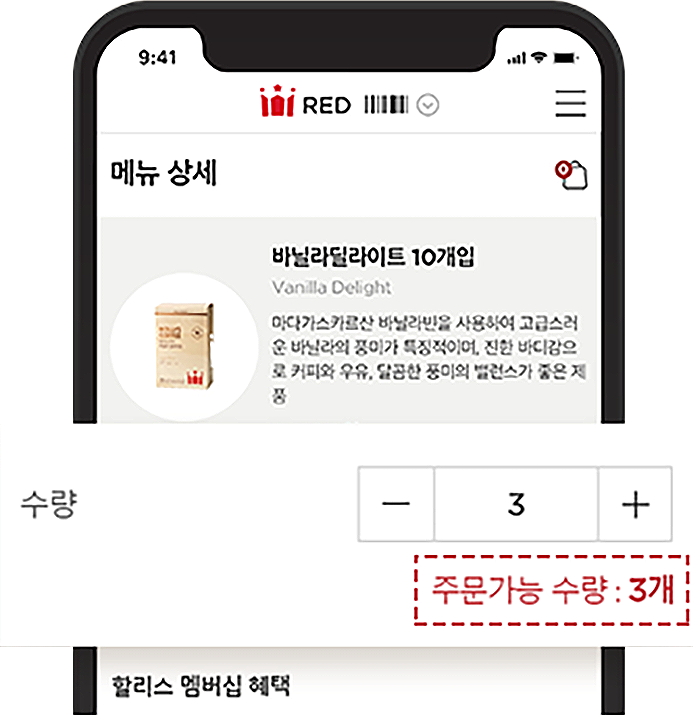 9:41
RED
메뉴 상세
0
바닐라딜라이트 10개입
Vanilla Delight
마다가스카르산 바닐라빈을 사용하여 고급스러
운 바닐라의 풍미가 특징적이며, 진한 바디감으
로 커피와 우유, 달콤한 풍미의 밸런스가 좋은 제
품
수량
3
주문가능 수량 : 3개
할리스 멤버십 혜택